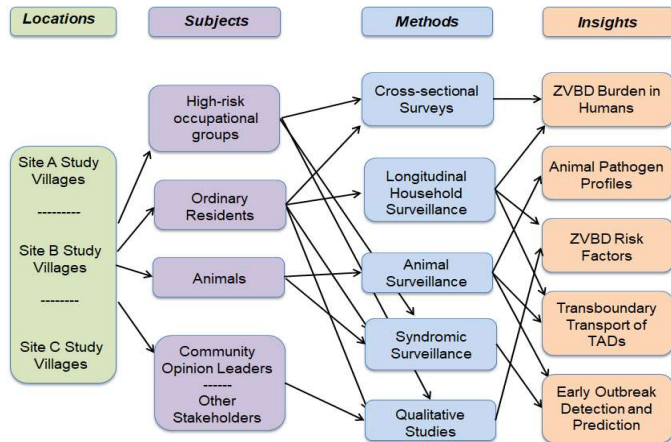 Locations
Subjects
Methods
Insights
Site A Study
Villages
---------
Site B Study
Villages
--------
Site C Study
Villages
High-risk
occupational
groups
Ordinary
Residents
Animals
Community
Opinion Leaders
------
Other
Stakeholders
Cross-sectional
Surveys
Longitudinal
Household
Surveillance
Animal
Surveillance
Syndromic
Surveillance
Qualitative
Studies
ZVBD Burden in
Humans
Animal Pathogen
Profiles
ZVBD Risk
Factors
Transboundary
Transport of
TADs
Early Outbreak
Detection and
Prediction